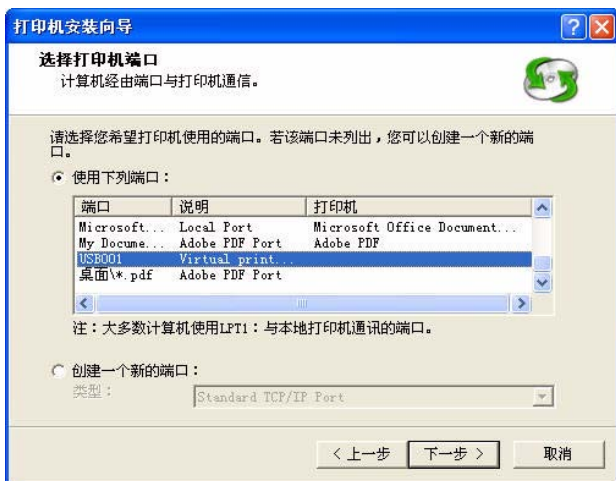 打印机安装向导
选择打印机端口
计算机经由端口与打印机通信。
请选择您希望打印机使用的端口。若该端口未列出，您可以创建一个新的端
口。
使用下列端口：
端口 说明 打印机
Microsoft... Local Port Microsoft Office Document...
My Docume... Adobe PDF Port Adobe PDF
USB001 Virtual print...
桌面\*.pdf Adobe PDF Port
注：大多数计算机使用LPT1：与本地打印机通讯的端口。
创建一个新的端口：
类型： Standard TCP/IP Port
< 上一步 下一步 > 取消